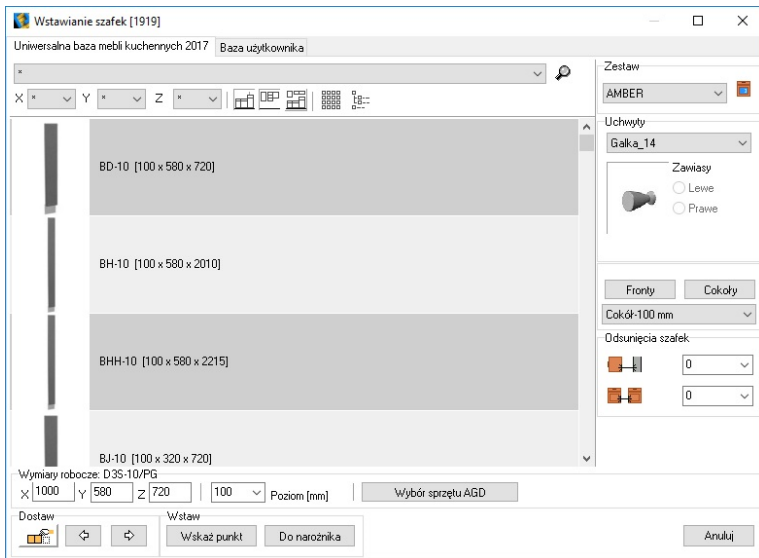 Wstawianie szafek [1919]
Uniwersalna baza mebli kuchennych 2017 Baza użytkownika
*
X * Y * Z *
BD-10 [100 x 580 x 720]
BH-10 [100 x 580 x 2010]
BHH-10 [100 x 580 x 2215]
BJ-10 [100 x 320 x 720]
Zestaw
AMBER
Uchwyty
Galka_14
Zawiasy
Lewe
Prawe
Fronty Cokoły
Cokół-100 mm
Odsunięcia szafek
0
0
Wymiary robocze: D3S-10/PG
X 1000 Y 580 Z 720 100 Poziom [mm] Wybór sprzętu AGD
Dostaw Wstaw
Wskaż punkt Do narożnika Anuluj